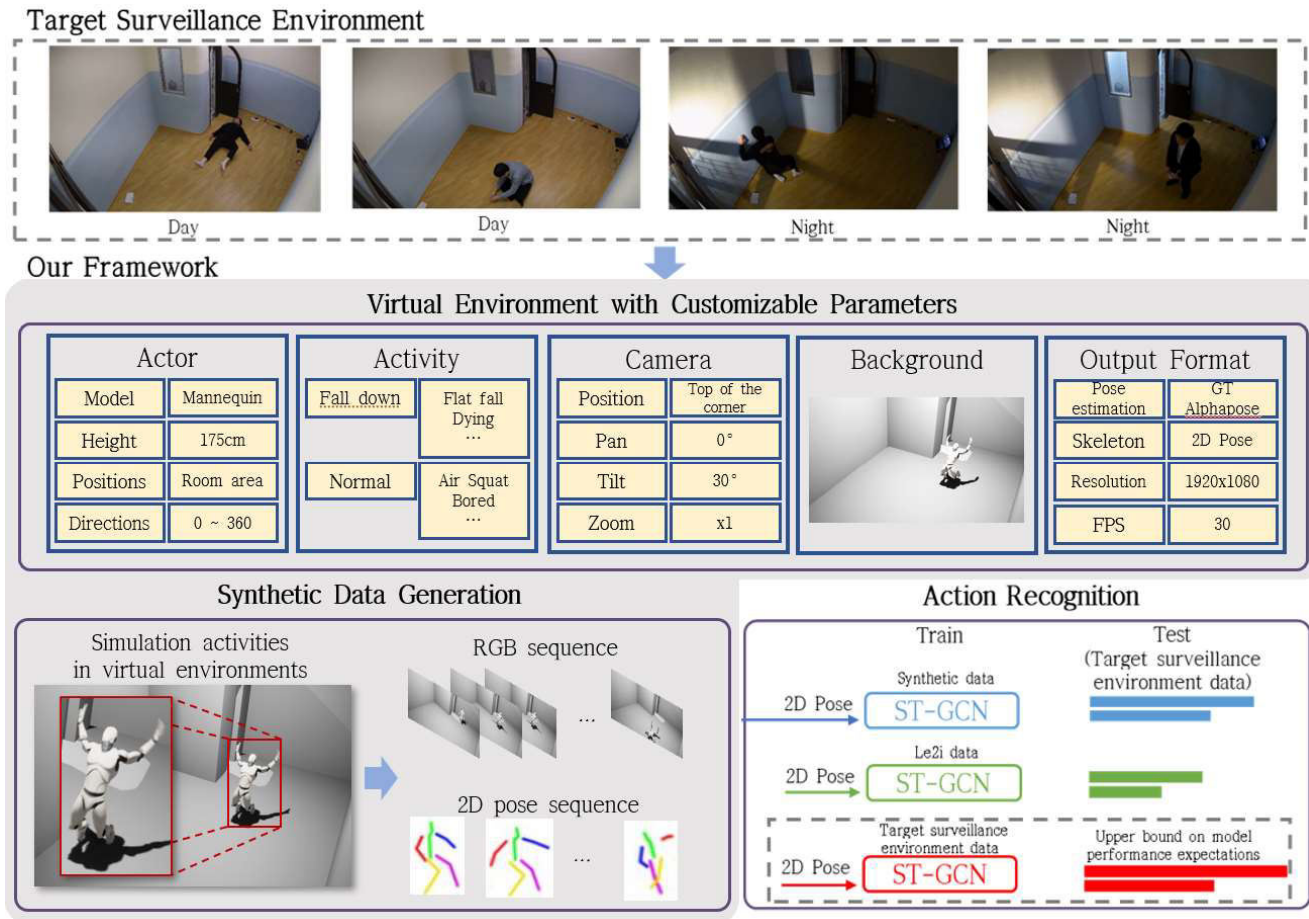 Target Surveillance Environment
Day
Day
Night
Night
Our Framework
Virtual Environment with Customizable Parameters
Actor
Model
Mannequin
Height
175cm
Positions
Room area
Directions
0 ~ 360
Activity
Fall down
Flat fall
Dying
...
Normal
Air Squat
Bored
...
Camera
Position
Top of the
corner
Pan
0°
Tilt
30°
Zoom
x1
Background
Output Format
Pose
estimation
GT
Alphapose
Skeleton
2D Pose
Resolution
1920x1080
FPS
30
Synthetic Data Generation
Simulation activities
in virtual environments
RGB sequence
...
2D pose sequence
...
Action Recognition
Train
Test
(Target surveillance
environment data)
Synthetic data
2D Pose
ST-GCN
Le2i data
2D Pose
ST-GCN
Target surveillance
environment data
2D Pose
ST-GCN
Upper bound on model
performance expectations